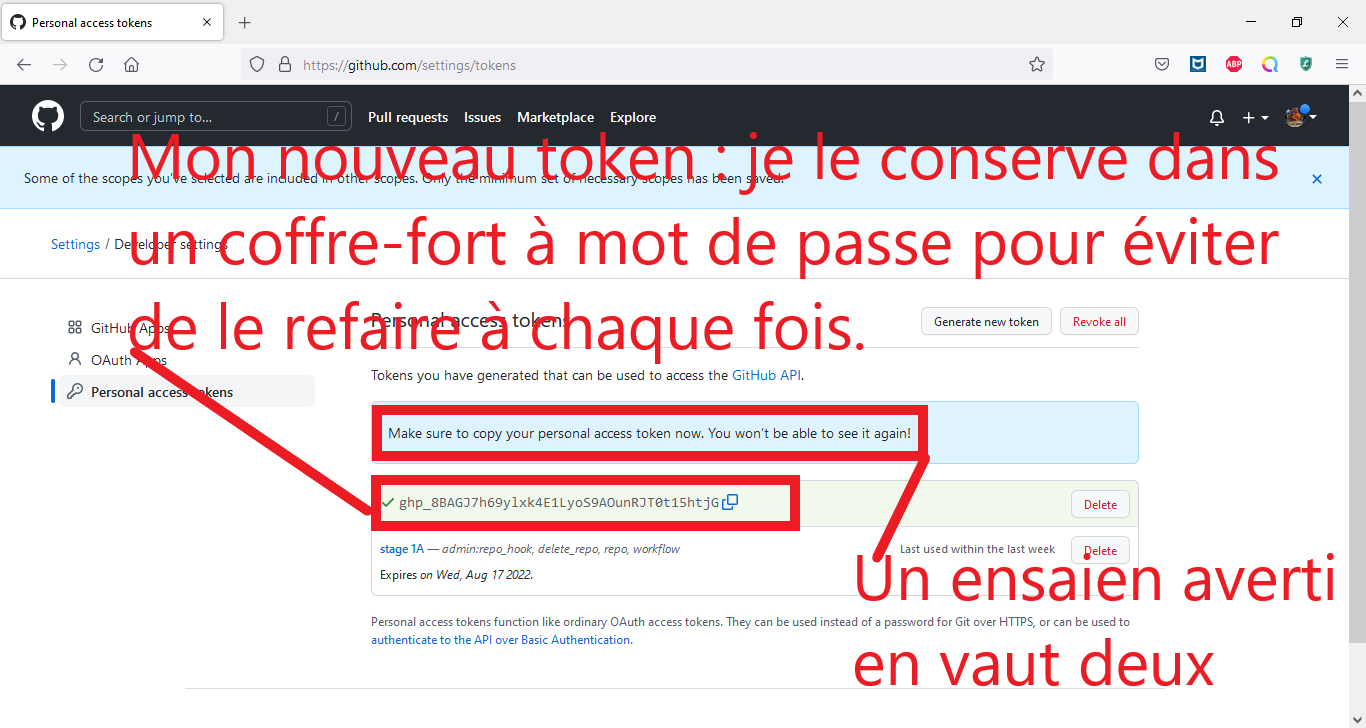 Personal access tokens
https://github.com/settings/tokens
ABP
Search or jump to...
/
Pull requests Issues Marketplace Explore
Mon nouveau token : je le conserve dans
Some of the scopes you've selected are included in other scopes. Only the minimum set of necessary scopes has been saved.
un coffre-fort à mot de passe pour éviter
Settings / Developer settings
de le refaire à chaque fois.
GitHub Apps
OAuth Apps
Personal access tokens
Personal access tokens
Generate new token
Revoke all
Tokens you have generated that can be used to access the GitHub API.
Make sure to copy your personal access token now. You won't be able to see it again!
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
Delete
stage 1A — admin:repo_hook, delete_repo, repo, workflow
Last used within the last week
Delete
Expires on Wed, Aug 17 2022.
Un ensaien averti
en vaut deux
Personal access tokens function like ordinary OAuth access tokens. They can be used instead of a password for Git over HTTPS, or can be used to
authenticate to the API over Basic Authentication.